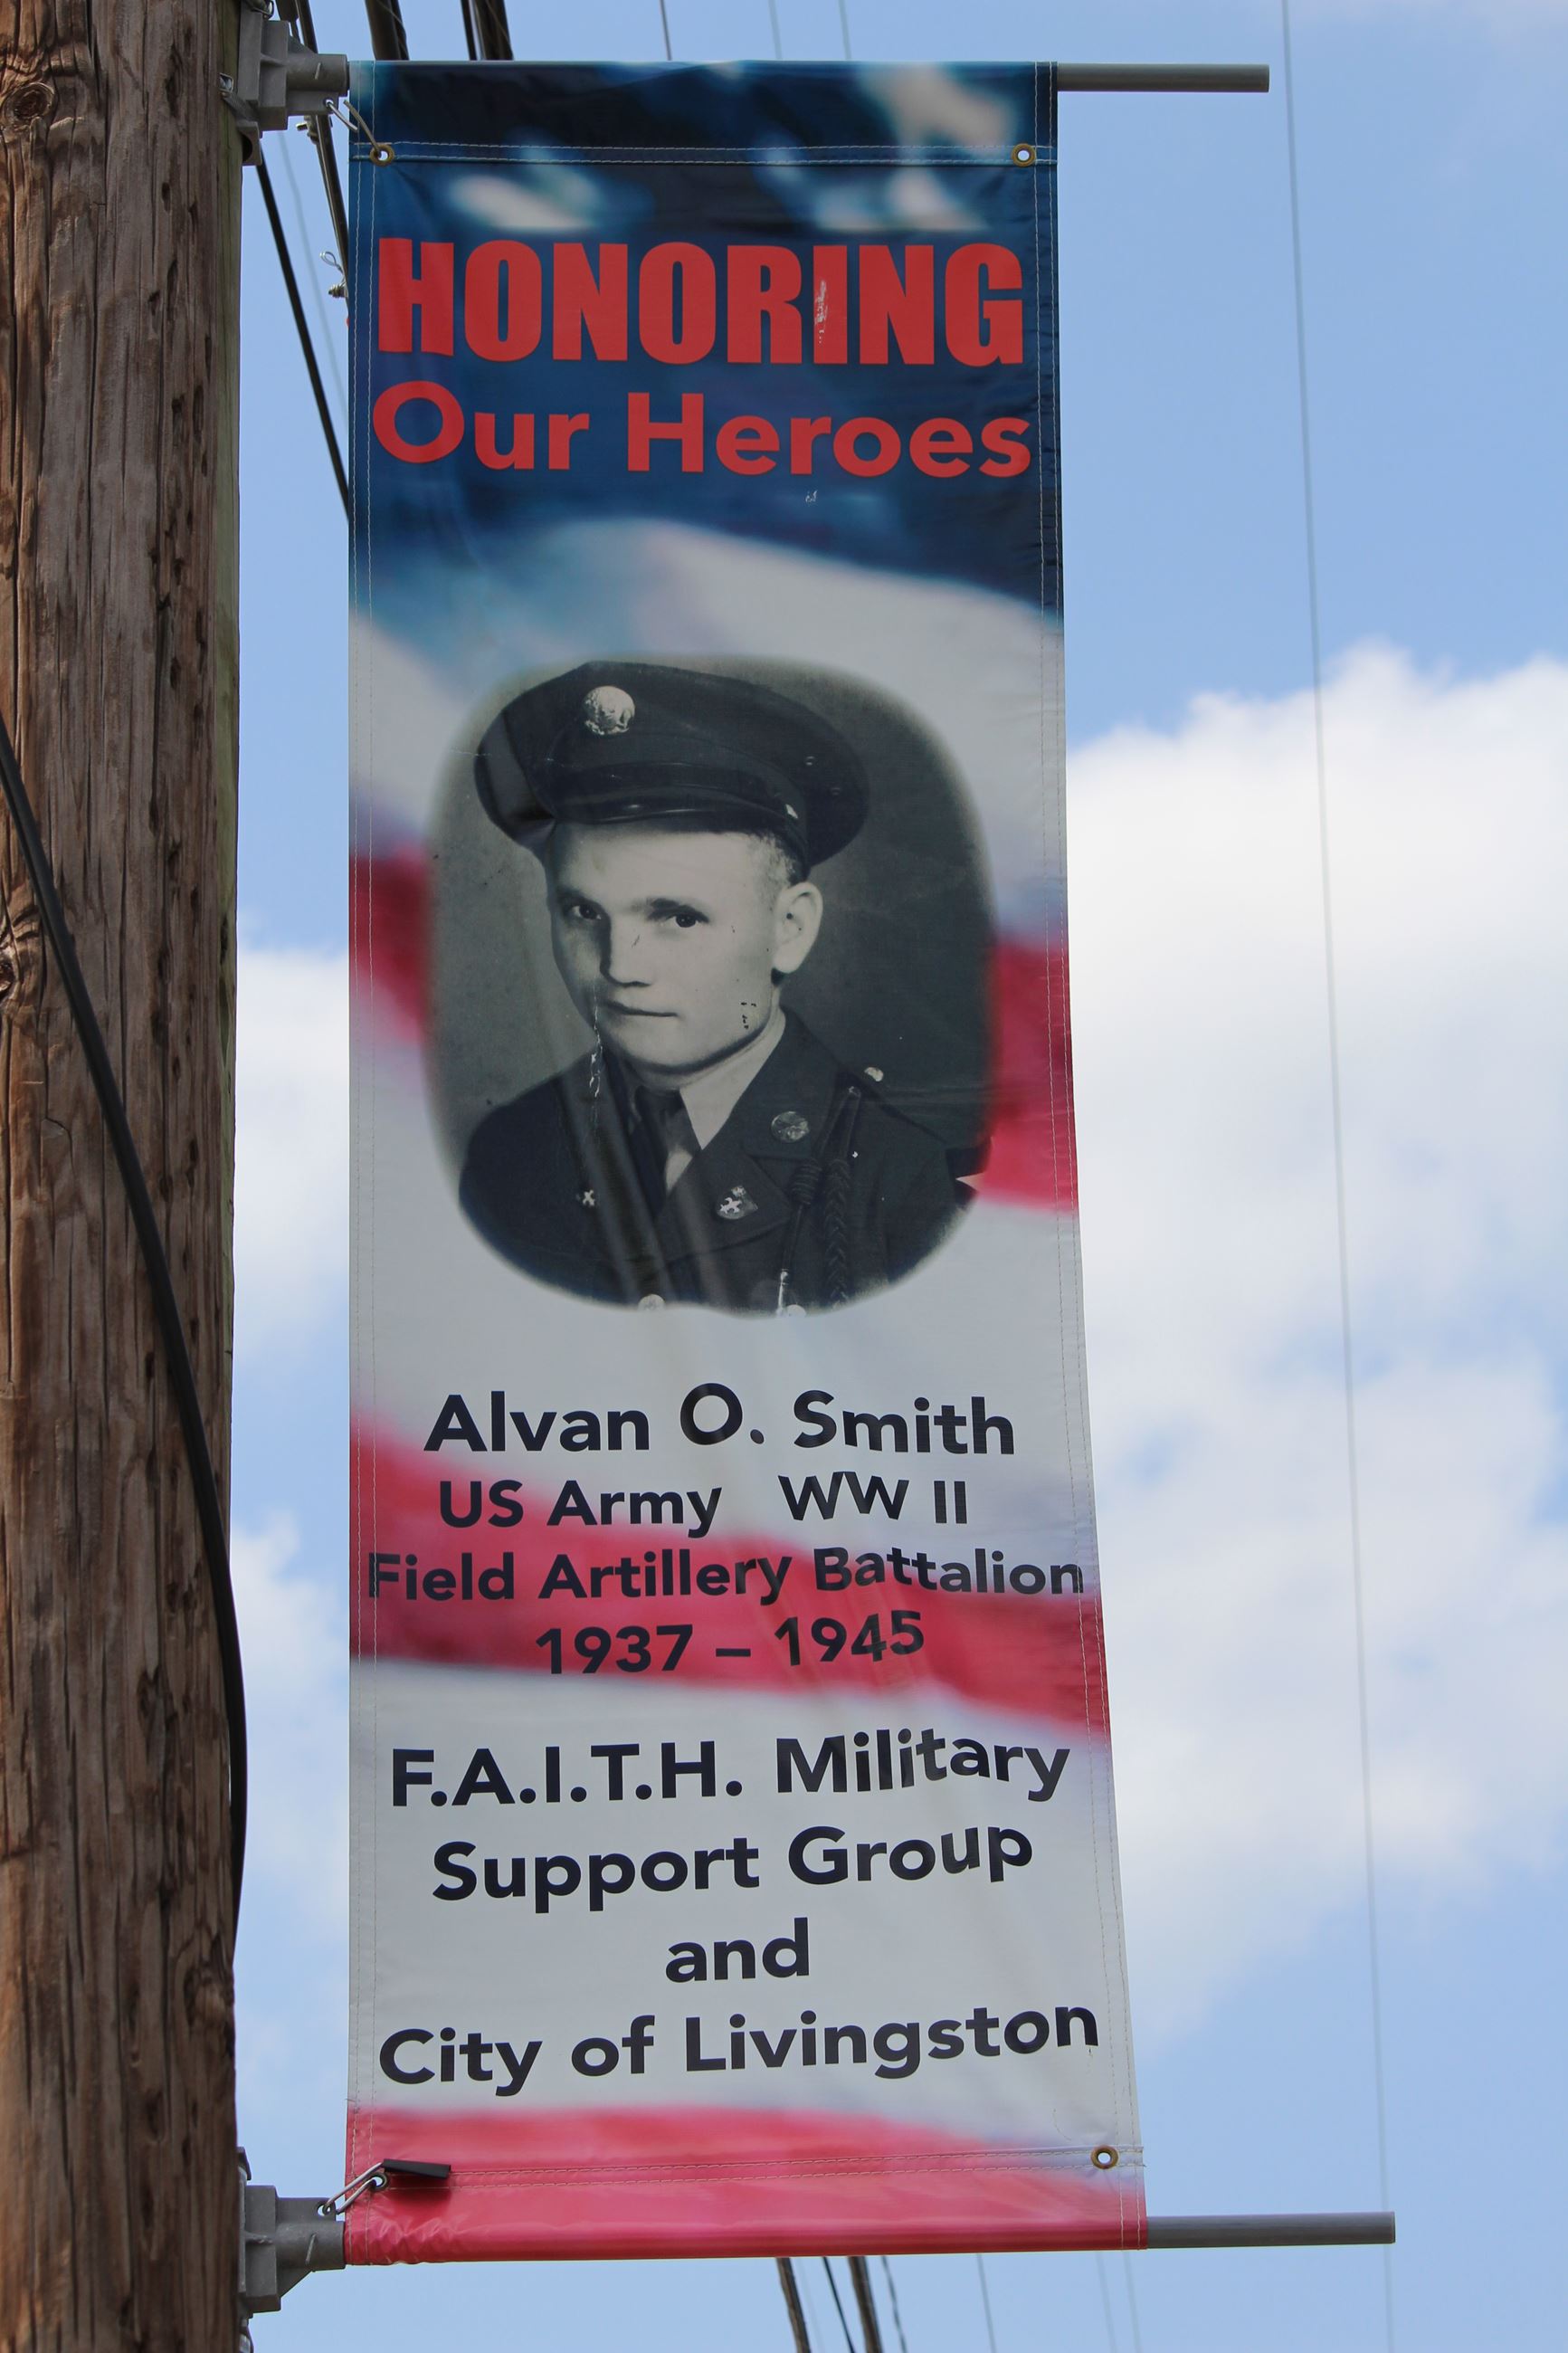 HONORING
Our Heroes
Alvan O. Smith
US Army WW II
Field Artillery Battalion
1937 – 1945
F.A.I.T.H. Military
Support Group
and
City of Livingston